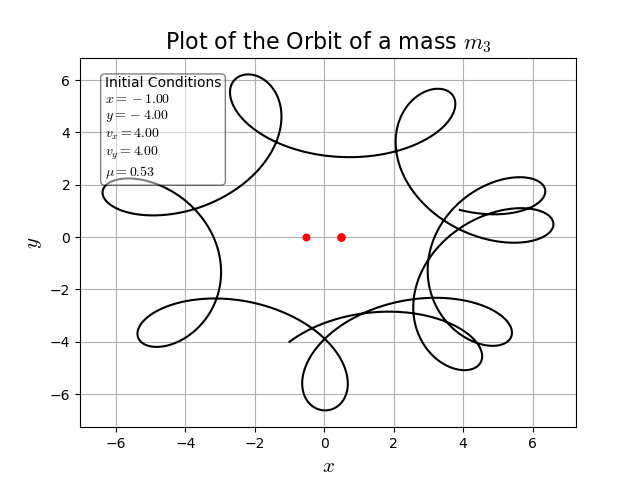 Plot of the Orbit of a mass m₃
Initial Conditions
x = −1.00
y = −4.00
vₓ = 4.00
v_y = 4.00
μ = 0.53
6
4
2
0
−2
−4
−6
y
−6 −4 −2 0 2 4 6
x